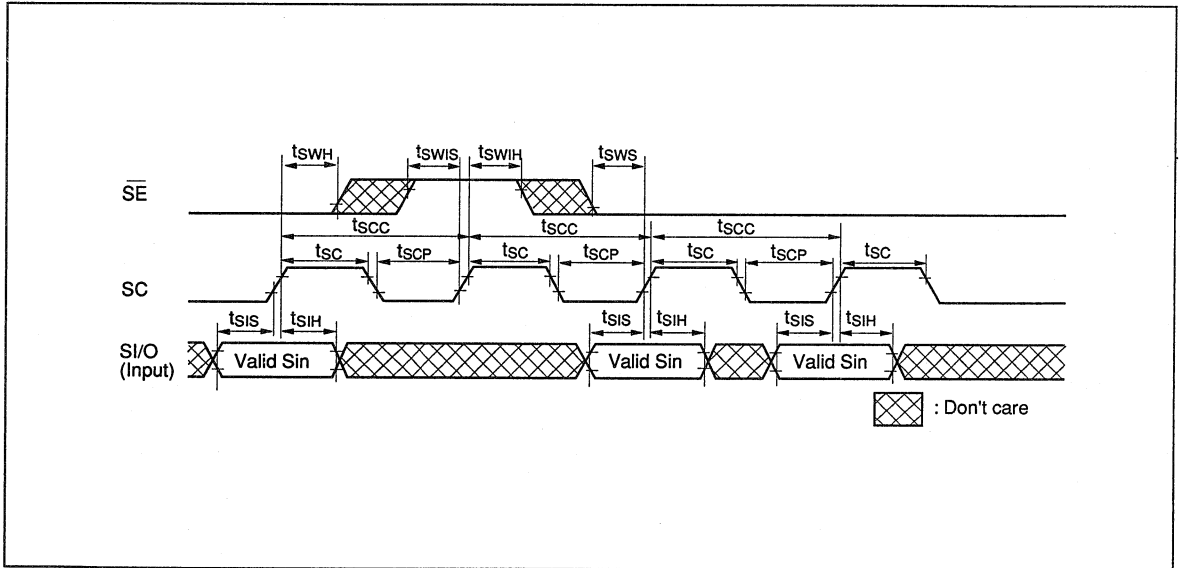 tSWH tSWIS tSWIH tSWS
SE
tSCC tSCC tSCC
tSC tSCP tSC tSCP tSC tSCP tSC
SC
tSIS tSIH tSIS tSIH tSIS tSIH
SI/O
(Input)
Valid Sin Valid Sin Valid Sin
: Don't care